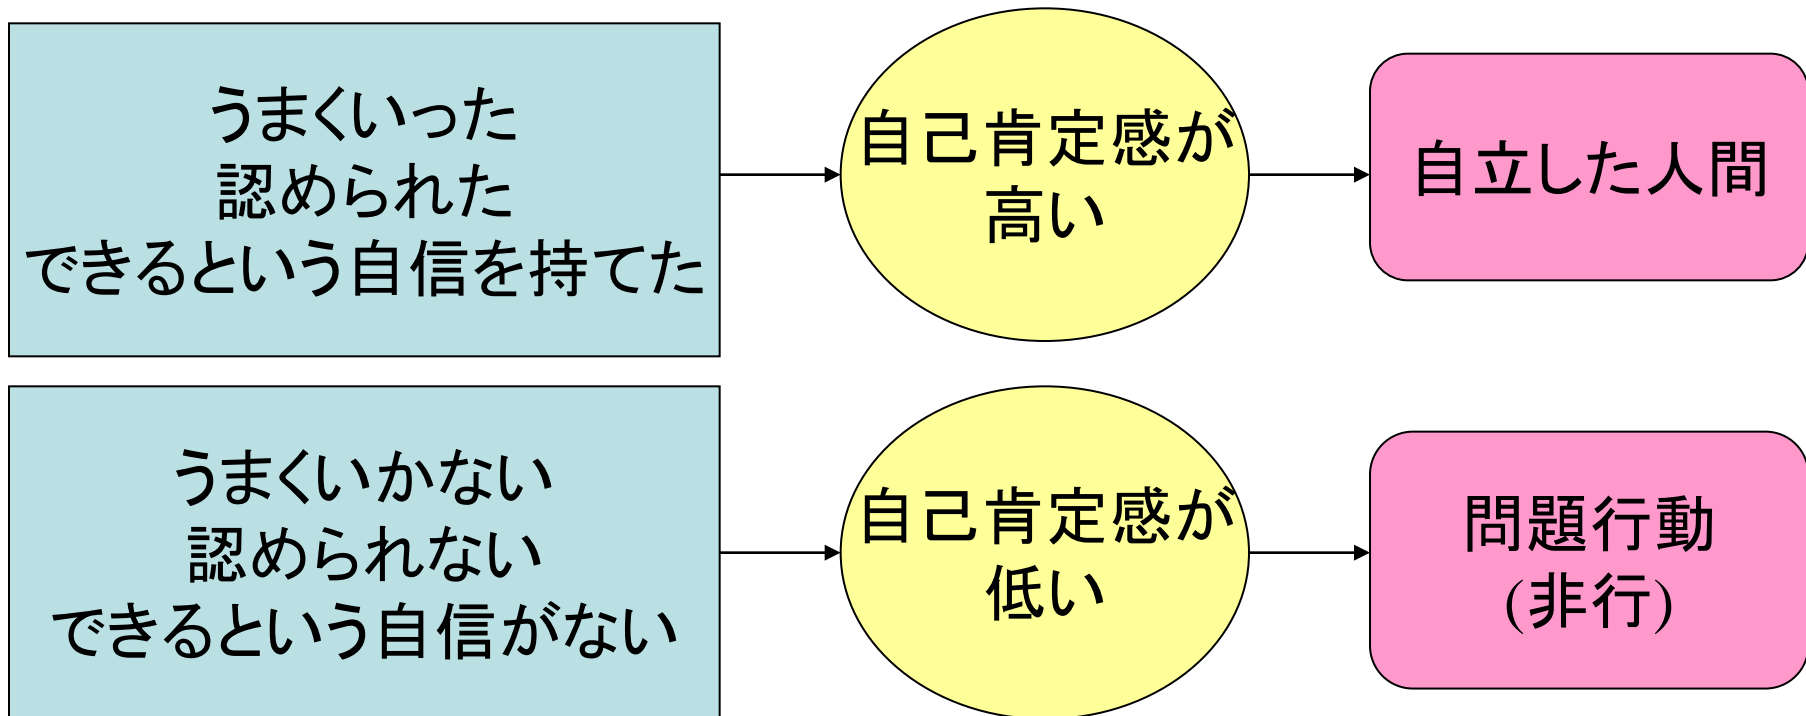 うまくいった
認められた
できるという自信を持てた
自己肯定感が
高い
自立した人間
うまくいかない
認められない
できるという自信がない
自己肯定感が
低い
問題行動
(非行)